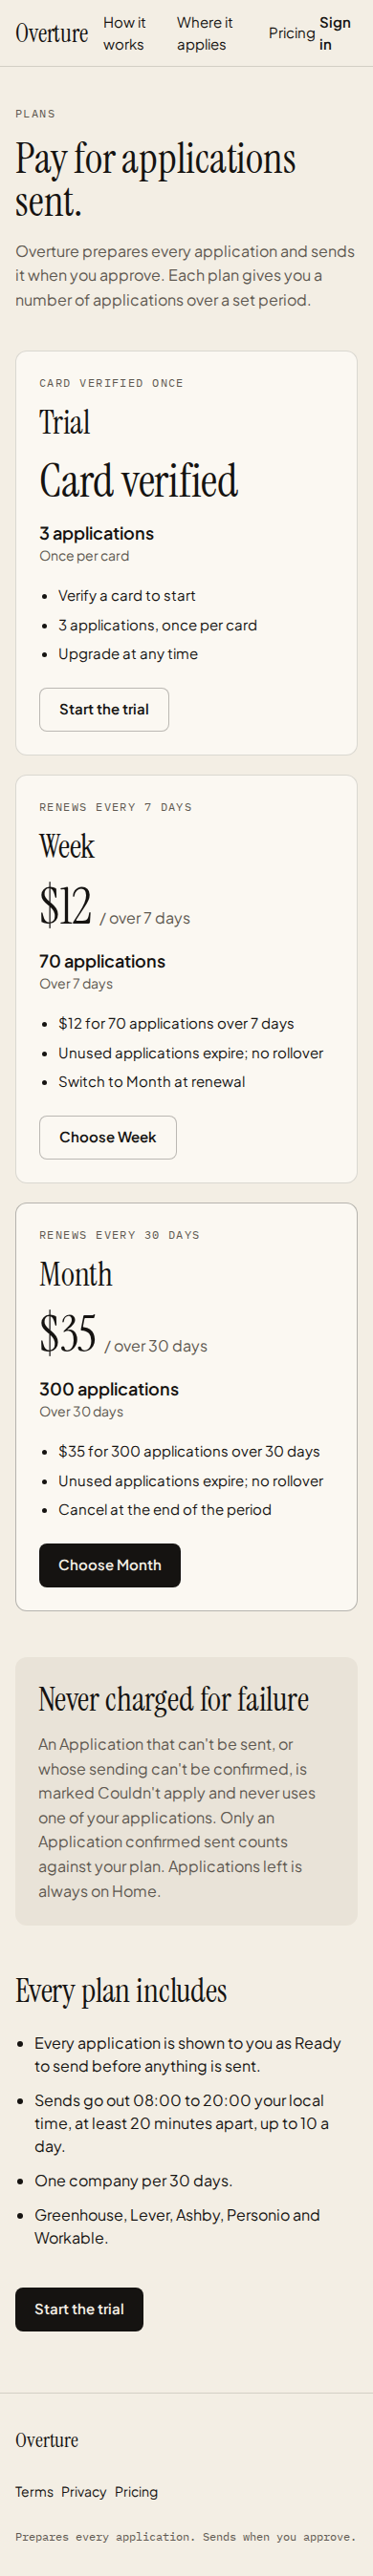 Overture
How it works
Where it applies
Pricing
Sign in
PLANS
Pay for applications
sent.
Overture prepares every application and sends
it when you approve. Each plan gives you a
number of applications over a set period.
CARD VERIFIED ONCE
Trial
Card verified
3 applications
Once per card
• Verify a card to start
• 3 applications, once per card
• Upgrade at any time
Start the trial
RENEWS EVERY 7 DAYS
Week
$12 / over 7 days
70 applications
Over 7 days
• $12 for 70 applications over 7 days
• Unused applications expire; no rollover
• Switch to Month at renewal
Choose Week
RENEWS EVERY 30 DAYS
Month
$35 / over 30 days
300 applications
Over 30 days
• $35 for 300 applications over 30 days
• Unused applications expire; no rollover
• Cancel at the end of the period
Choose Month
Never charged for failure
An Application that can't be sent, or
whose sending can't be confirmed, is
marked Couldn't apply and never uses
one of your applications. Only an
Application confirmed sent counts
against your plan. Applications left is
always on Home.
Every plan includes
• Every application is shown to you as Ready
to send before anything is sent.
• Sends go out 08:00 to 20:00 your local
time, at least 20 minutes apart, up to 10 a
day.
• One company per 30 days.
• Greenhouse, Lever, Ashby, Personio and
Workable.
Start the trial
Overture
Terms Privacy Pricing
Prepares every application. Sends when you approve.